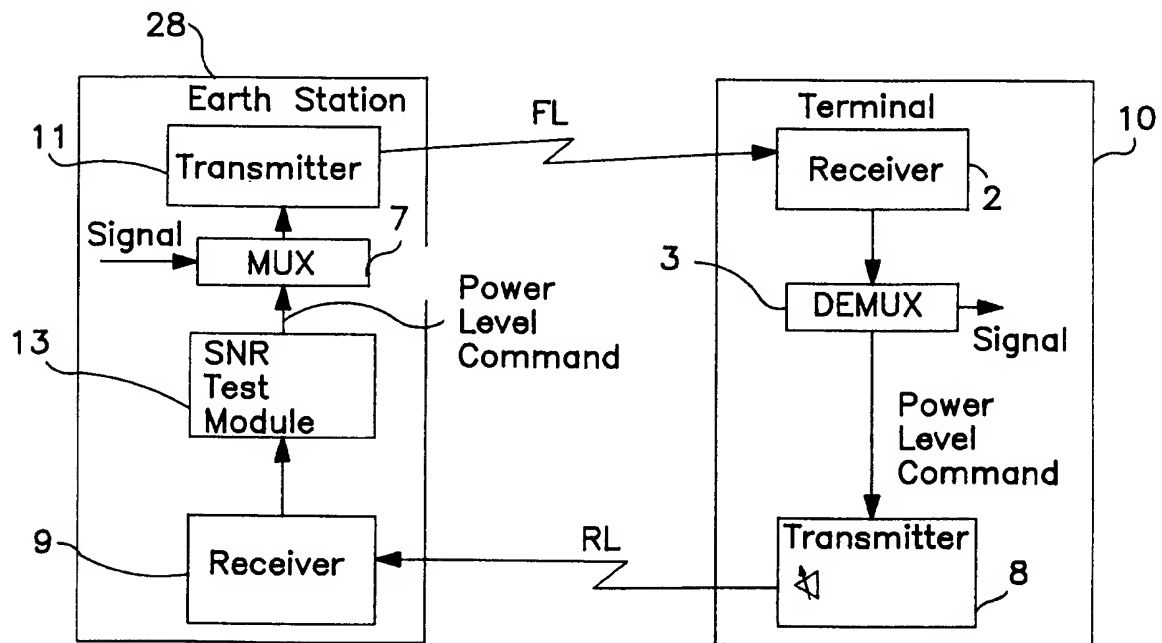 28
Earth Station
11
Transmitter
FL
Terminal
10
Receiver
2
Signal
7
MUX
3
DEMUX
Signal
Power
Level
Command
13
SNR
Test
Module
Power
Level
Command
9
Receiver
RL
Transmitter
8